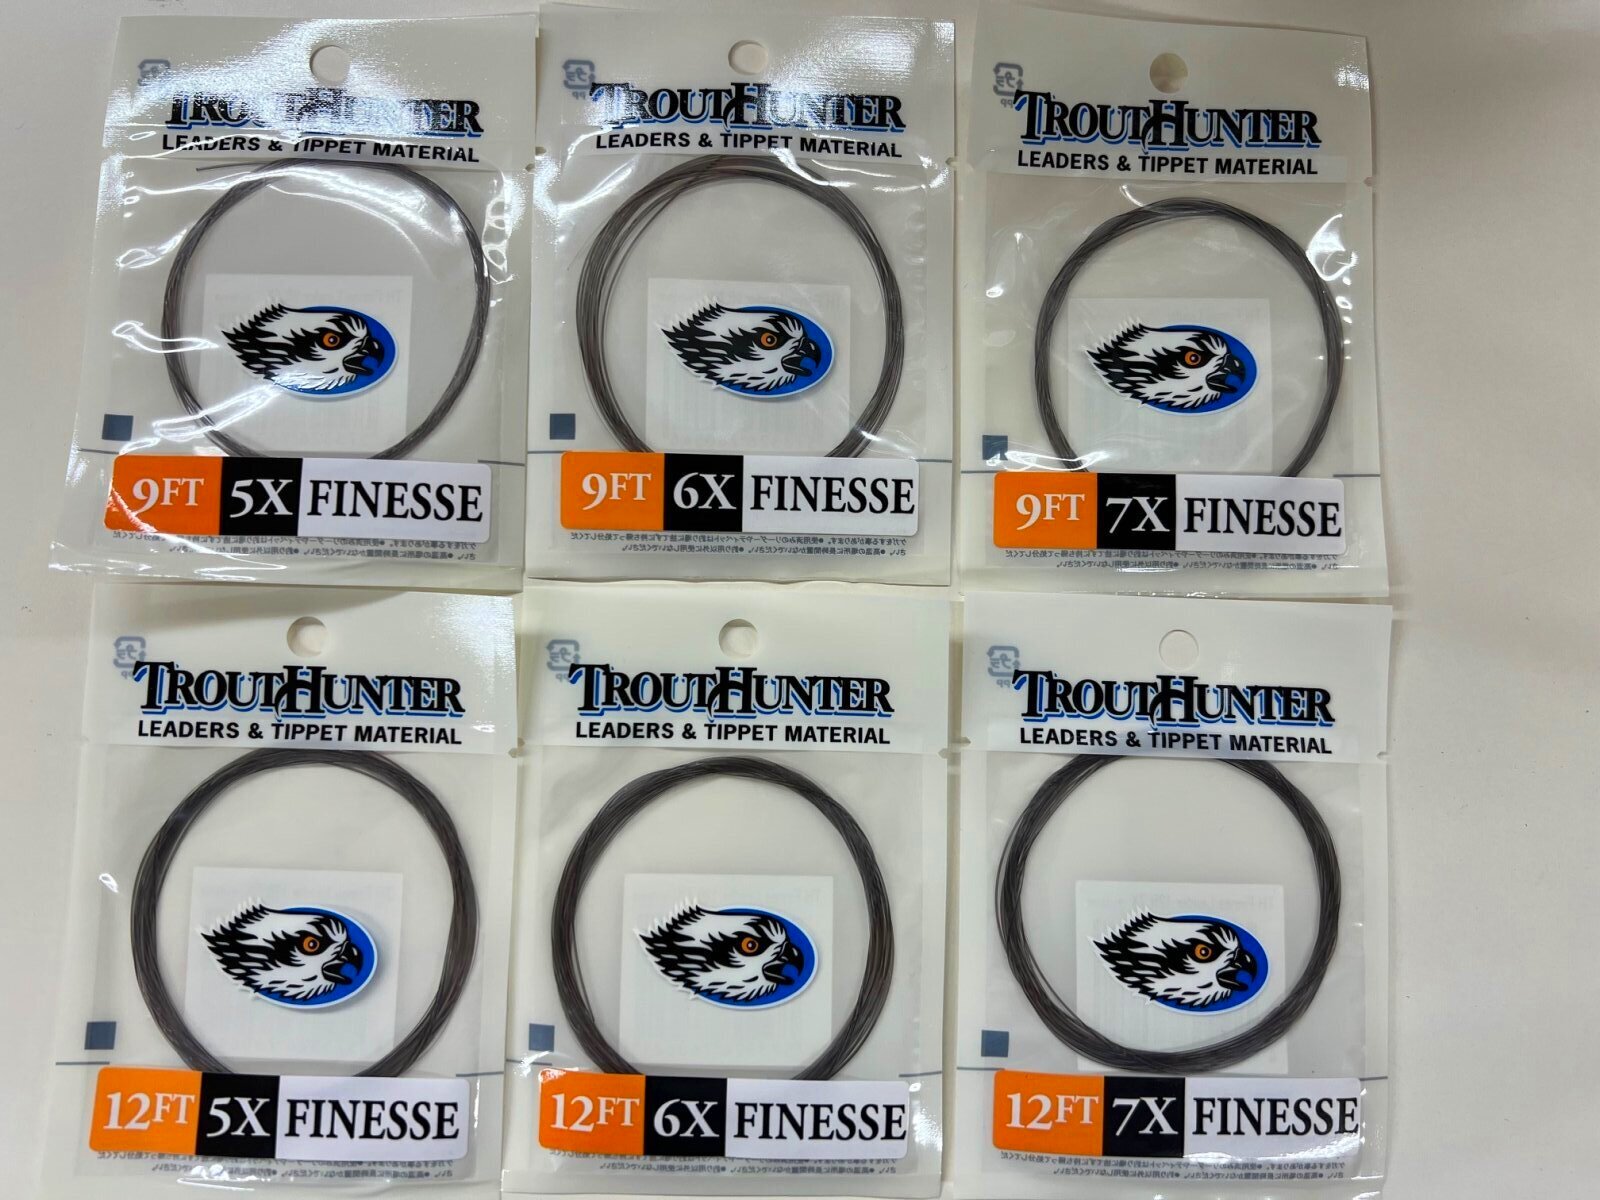 TROUTHUNTER
LEADERS & TIPPET MATERIAL
9FT 5X FINESSE
TROUTHUNTER
LEADERS & TIPPET MATERIAL
9FT 6X FINESSE
TROUTHUNTER
LEADERS & TIPPET MATERIAL
9FT 7X FINESSE
TROUTHUNTER
LEADERS & TIPPET MATERIAL
12FT 5X FINESSE
TROUTHUNTER
LEADERS & TIPPET MATERIAL
12FT 6X FINESSE
TROUTHUNTER
LEADERS & TIPPET MATERIAL
12FT 7X FINESSE